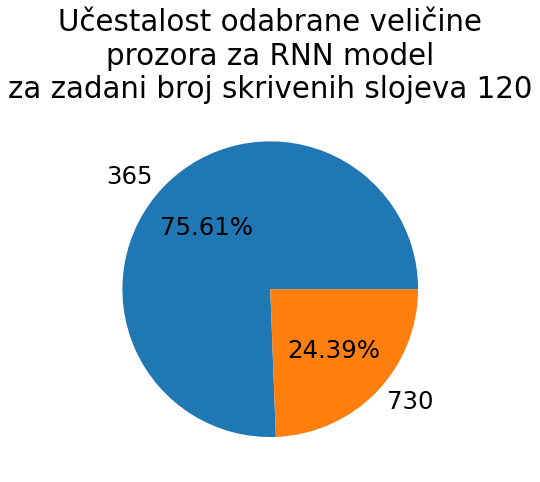 Učestalost odabrane veličine
prozora za RNN model
za zadani broj skrivenih slojeva 120
365
75.61%
24.39%
730